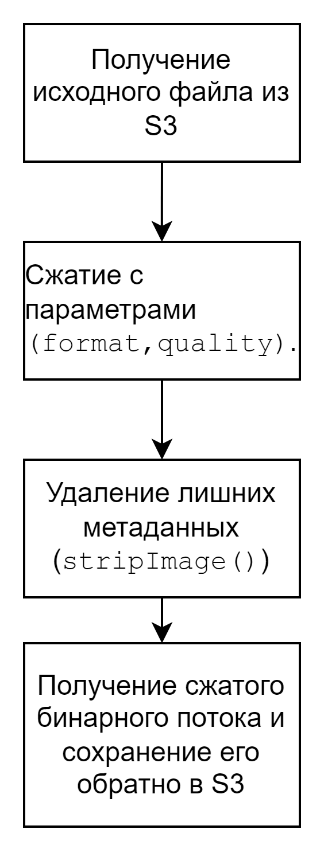 Получение
исходного файла из
S3
Сжатие с
параметрами
(format,quality).
Удаление лишних
метаданных
(stripImage())
Получение сжатого
бинарного потока и
сохранение его
обратно в S3